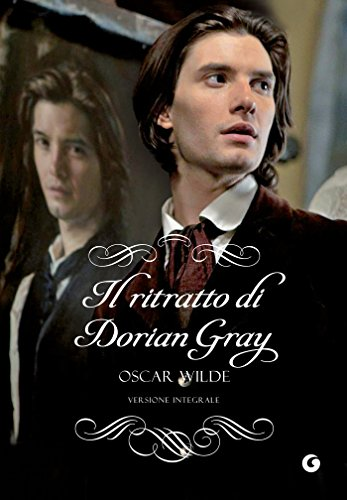 Il ritratto di
Dorian Gray
OSCAR WILDE
VERSIONE INTEGRALE
G